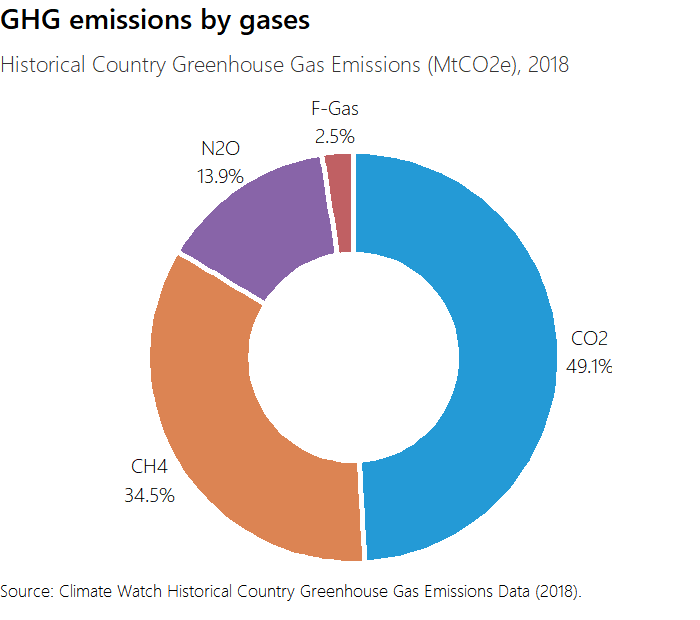 GHG emissions by gases
Historical Country Greenhouse Gas Emissions (MtCO2e), 2018
F-Gas
2.5%
N2O
13.9%
CO2
49.1%
CH4
34.5%
Source: Climate Watch Historical Country Greenhouse Gas Emissions Data (2018).